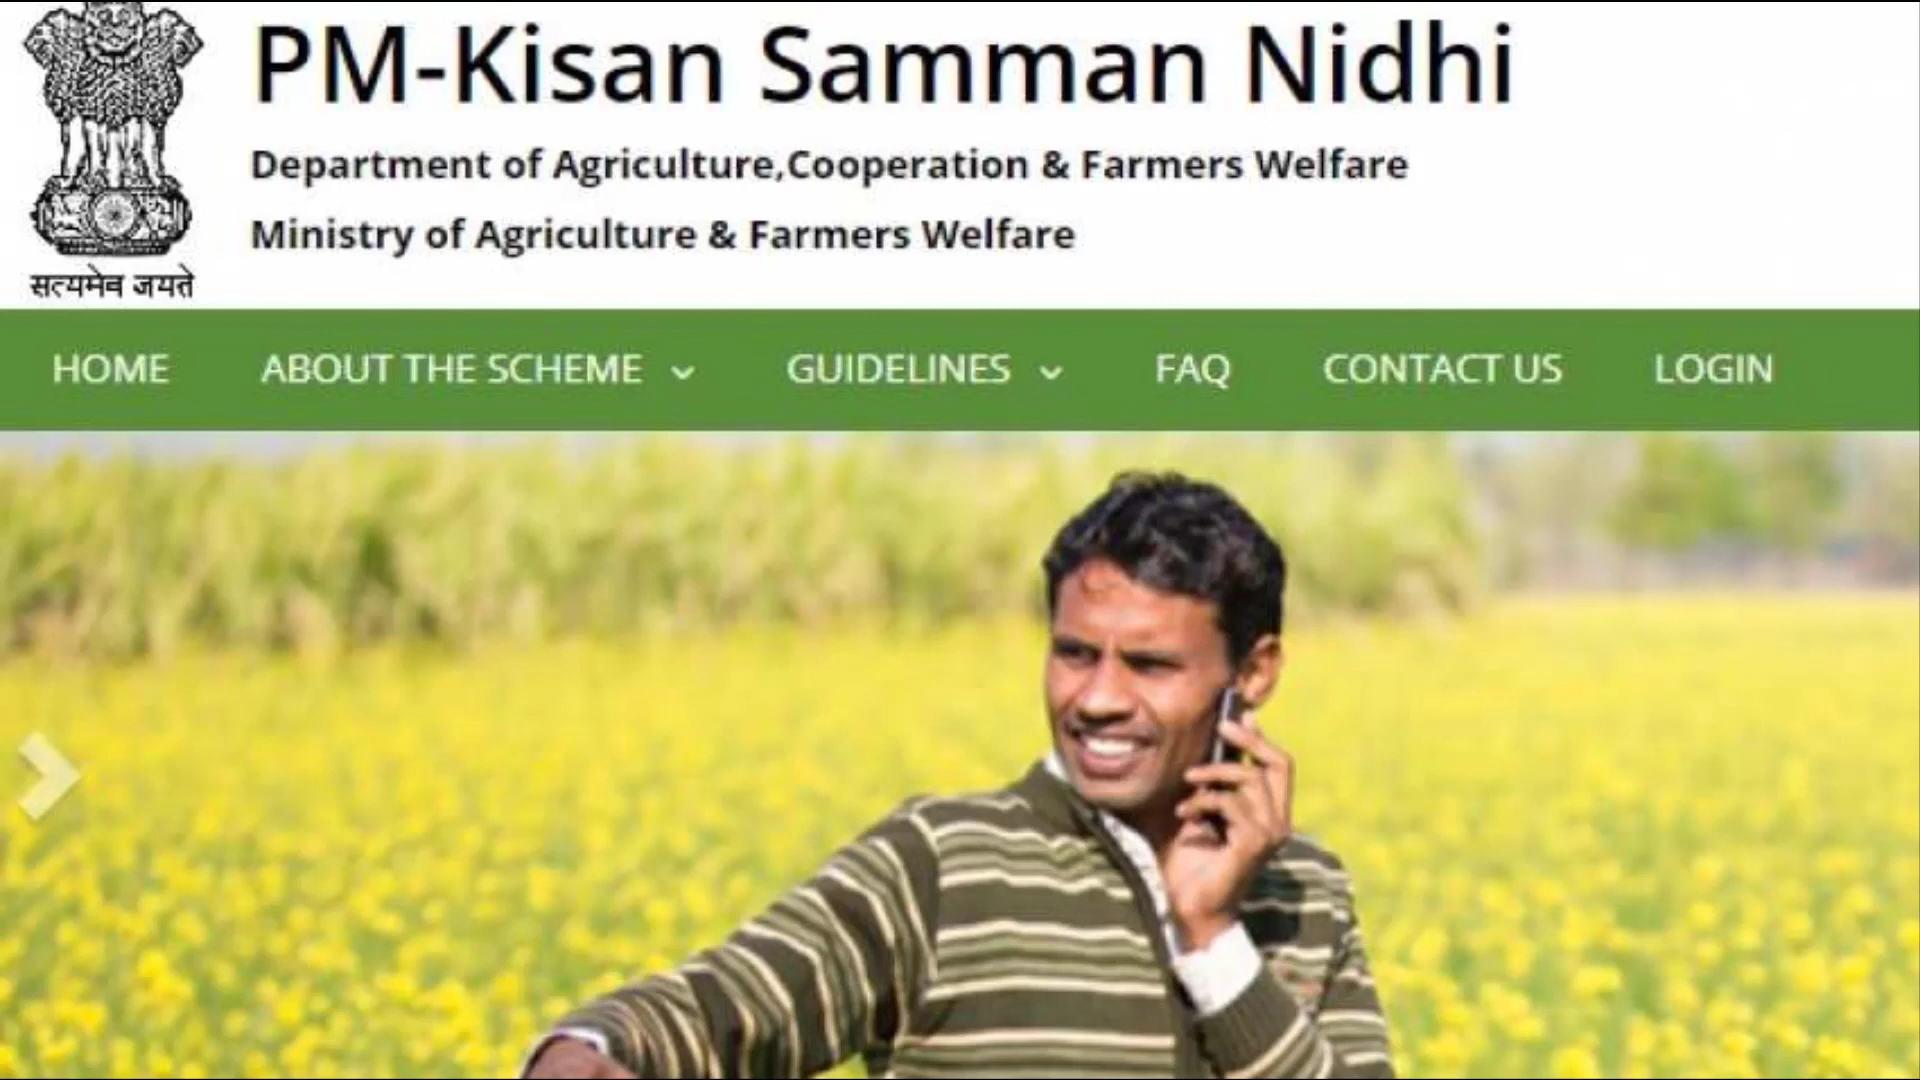 PM-Kisan Samman Nidhi
Department of Agriculture,Cooperation & Farmers Welfare
Ministry of Agriculture & Farmers Welfare
सत्यमेव जयते
HOME ABOUT THE SCHEME GUIDELINES FAQ CONTACT US LOGIN